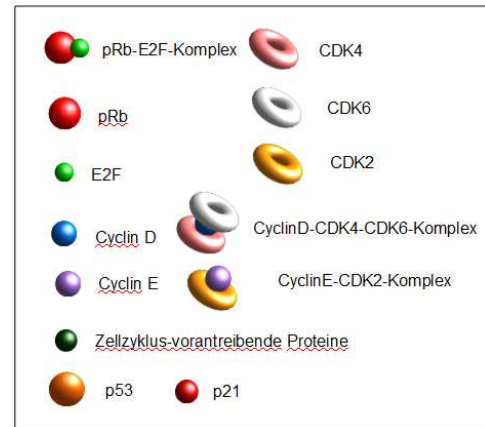 pRb-E2F-Komplex
CDK4
pRb
CDK6
E2F
CDK2
Cyclin D
CyclinD-CDK4-CDK6-Komplex
Cyclin E
CyclinE-CDK2-Komplex
Zellzyklus-vorantreibende Proteine
p53
p21